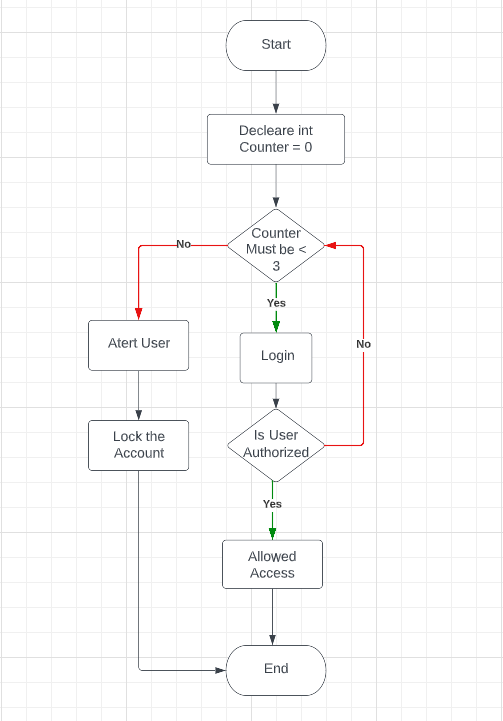 Start
Decleare int
Counter = 0
Counter
Must be <
3
No
Yes
Atert User
Login
No
Lock the
Account
Is User
Authorized
Yes
Allowed
Access
End